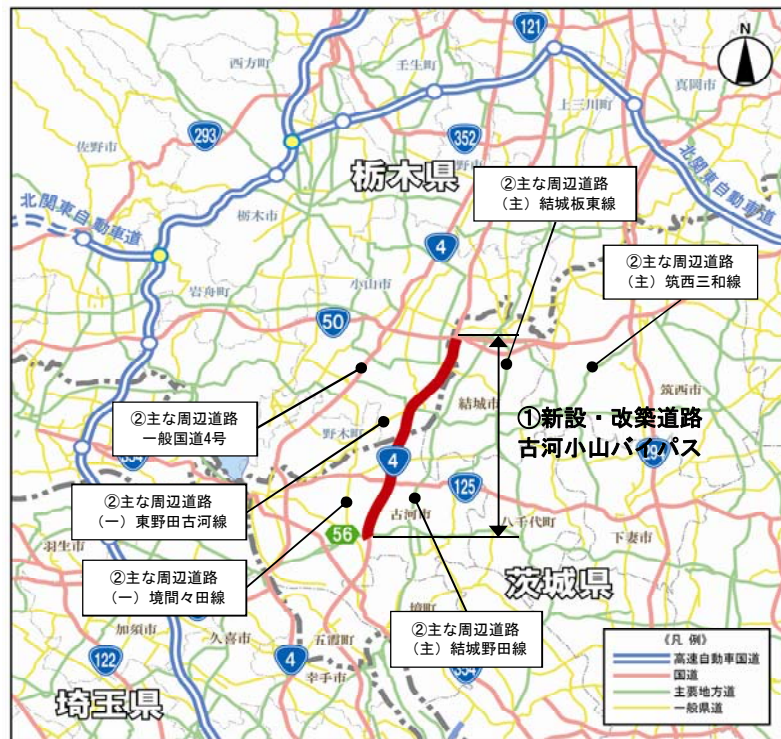 121
N
西方町
壬生町
上三川町
真岡市
293
352
佐野市
栃木県
北関東自動車道
北関東自動車道
②主な周辺道路
(主)結城板東線
栃木市
4
②主な周辺道路
(主)筑西三和線
小山市
岩舟町
50
筑西市
②主な周辺道路
一般国道4号
結城市
①新設・改築道路
古河小山バイパス
野木町
4
125
②主な周辺道路
(一)東野田古河線
古河市
八千代町
56
下妻市
羽生市
茨城県
②主な周辺道路
(一)境間々田線
②主な周辺道路
(主)結城野田線
境町
加須市
久喜市
五霞町
《凡 例》
高速自動車国道
国道
主要地方道
一般県道
122
4
354
幸手市
埼玉県